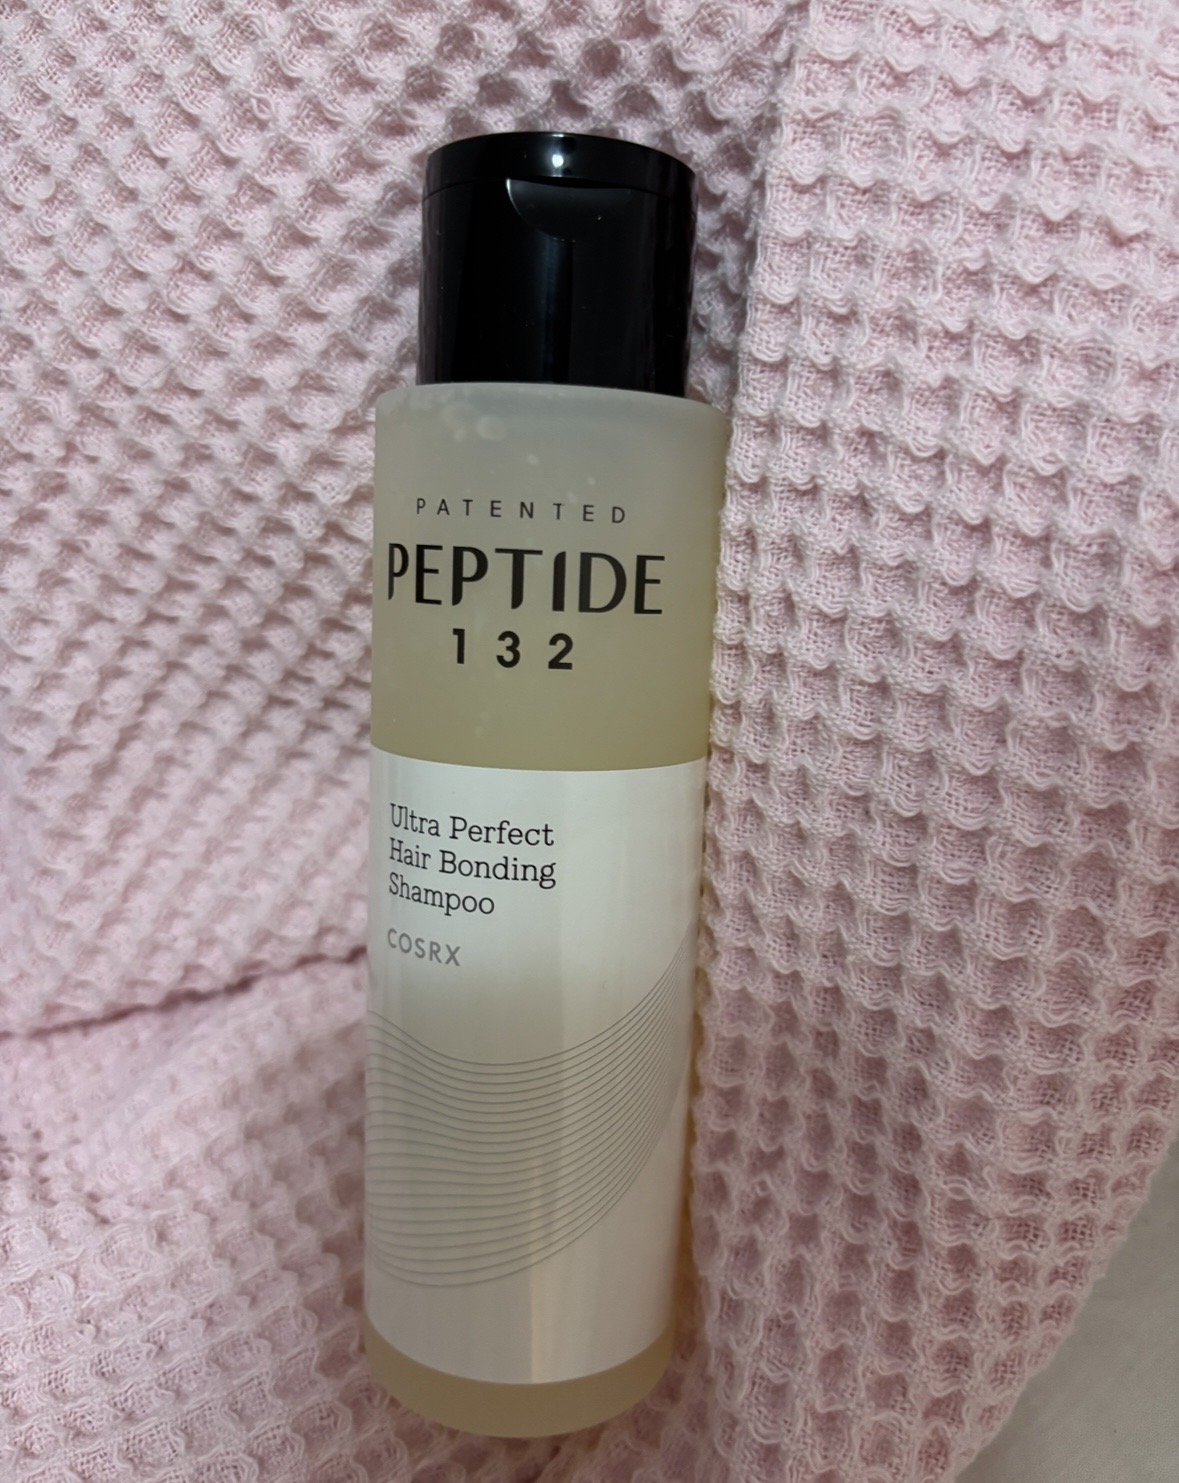 PATENTED
PEPTIDE
132
Ultra Perfect
Hair Bonding
Shampoo
COSRX